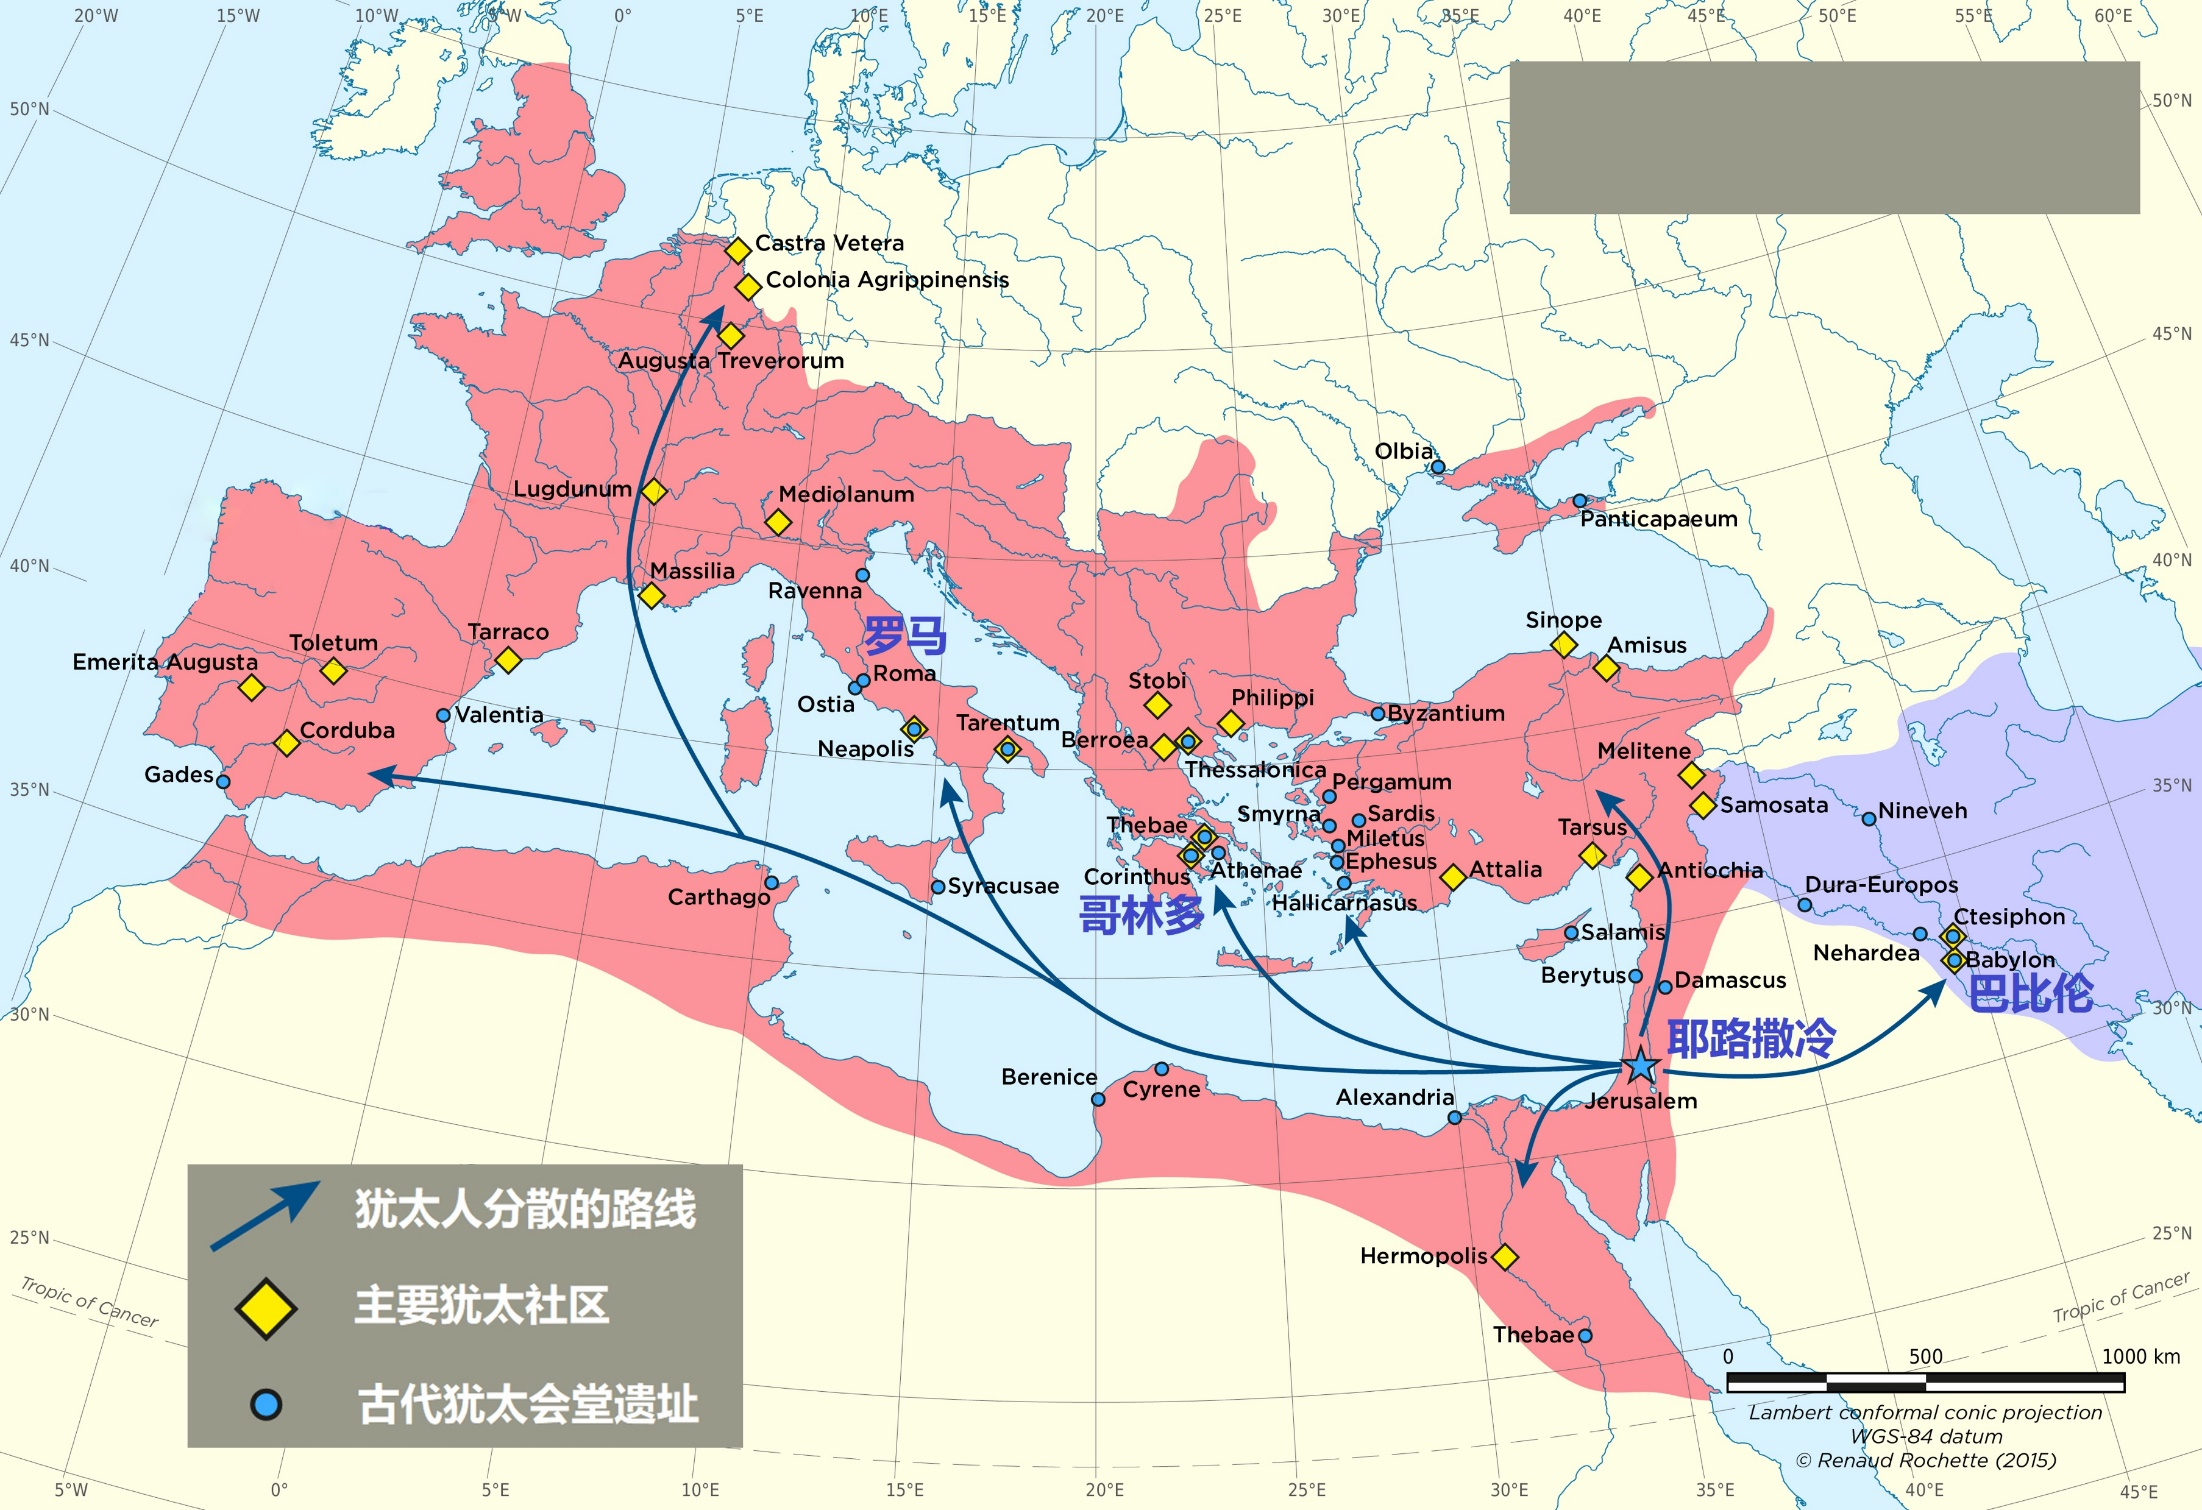 20°W 15°W 10°W 5°W 0° 5°E 10°E 15°E 20°E 25°E 30°E 35°E 40°E 45°E 50°E 55°E 60°E
50°N
50°N
Castra Vetera
Colonia Agrippinensis
45°N
45°N
Augusta Treverorum
Olbia
Lugdunum
Mediolanum
Panticapaeum
40°N
40°N
Massilia
Ravenna
罗马
Sinope
Tarraco
Toletum
Amisus
Emerita Augusta
Roma
Stobi
Philippi
Ostia
Valentia
Byzantium
Corduba
Tarentum
Berroea
Neapolis
Melitene
Thessalonica
Gades
Pergamum
35°N
35°N
Samosata
Nineveh
Smyrna
Sardis
Thebae
Tarsus
Miletus
Ephesus
Attalia
Athenae
Antiochia
Corinthus
Dura-Europos
Syracusae
Carthago
Hallicarnasus
哥林多
Ctesiphon
Salamis
Nehardea
Babylon
Berytus
Damascus
巴比伦
30°N
30°N
耶路撒冷
Berenice
Cyrene
Alexandria
Jerusalem
犹太人分散的路线
25°N
25°N
Hermopolis
Tropic of Cancer
Tropic of Cancer
主要犹太社区
Thebae
0 500 1000 km
古代犹太会堂遗址
Lambert conformal conic projection
WGS-84 datum
© Renaud Rochette (2015)
5°W 0° 5°E 10°E 15°E 20°E 25°E 30°E 35°E 40°E 45°E